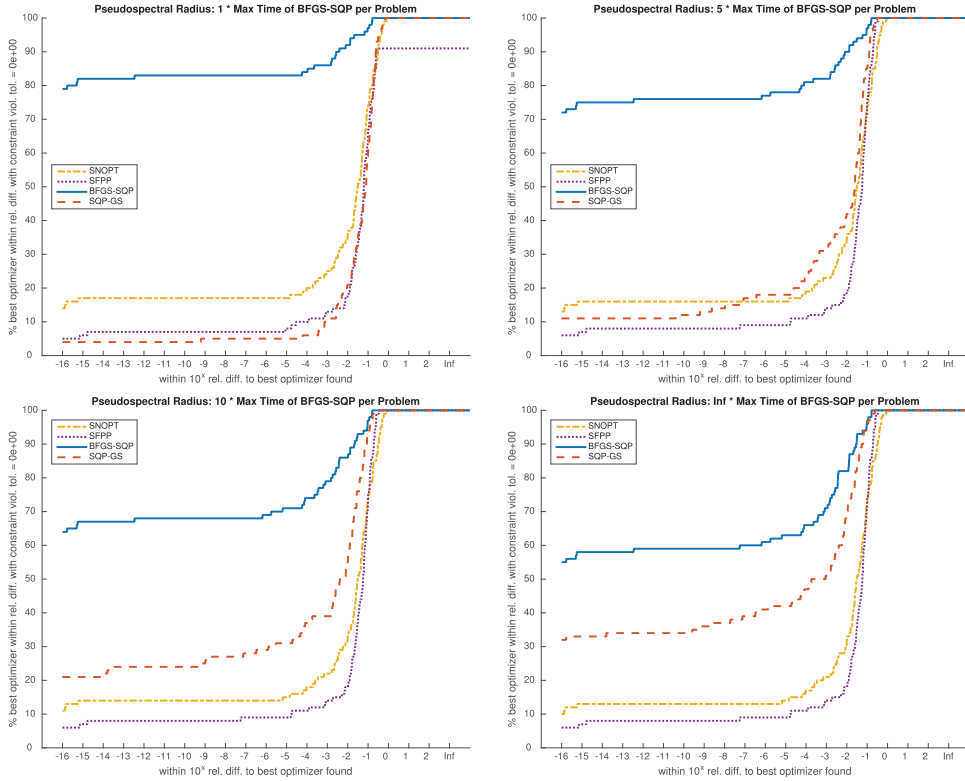 Pseudospectral Radius: 1 * Max Time of BFGS-SQP per Problem
% best optimizer within rel. diff. with constraint viol. tol. = 0e+00
100
90
80
70
60
50
40
30
20
10
0
SNOPT
SFPP
BFGS-SQP
SQP-GS
-16 -15 -14 -13 -12 -11 -10 -9 -8 -7 -6 -5 -4 -3 -2 -1 -0 1 2 Inf
within 10^x rel. diff. to best optimizer found
Pseudospectral Radius: 5 * Max Time of BFGS-SQP per Problem
% best optimizer within rel. diff. with constraint viol. tol. = 0e+00
100
90
80
70
60
50
40
30
20
10
0
SNOPT
SFPP
BFGS-SQP
SQP-GS
-16 -15 -14 -13 -12 -11 -10 -9 -8 -7 -6 -5 -4 -3 -2 -1 -0 1 2 Inf
within 10^x rel. diff. to best optimizer found
Pseudospectral Radius: 10 * Max Time of BFGS-SQP per Problem
% best optimizer within rel. diff. with constraint viol. tol. = 0e+00
100
90
80
70
60
50
40
30
20
10
0
SNOPT
SFPP
BFGS-SQP
SQP-GS
-16 -15 -14 -13 -12 -11 -10 -9 -8 -7 -6 -5 -4 -3 -2 -1 -0 1 2 Inf
within 10^x rel. diff. to best optimizer found
Pseudospectral Radius: Inf * Max Time of BFGS-SQP per Problem
% best optimizer within rel. diff. with constraint viol. tol. = 0e+00
100
90
80
70
60
50
40
30
20
10
0
SNOPT
SFPP
BFGS-SQP
SQP-GS
-16 -15 -14 -13 -12 -11 -10 -9 -8 -7 -6 -5 -4 -3 -2 -1 -0 1 2 Inf
within 10^x rel. diff. to best optimizer found